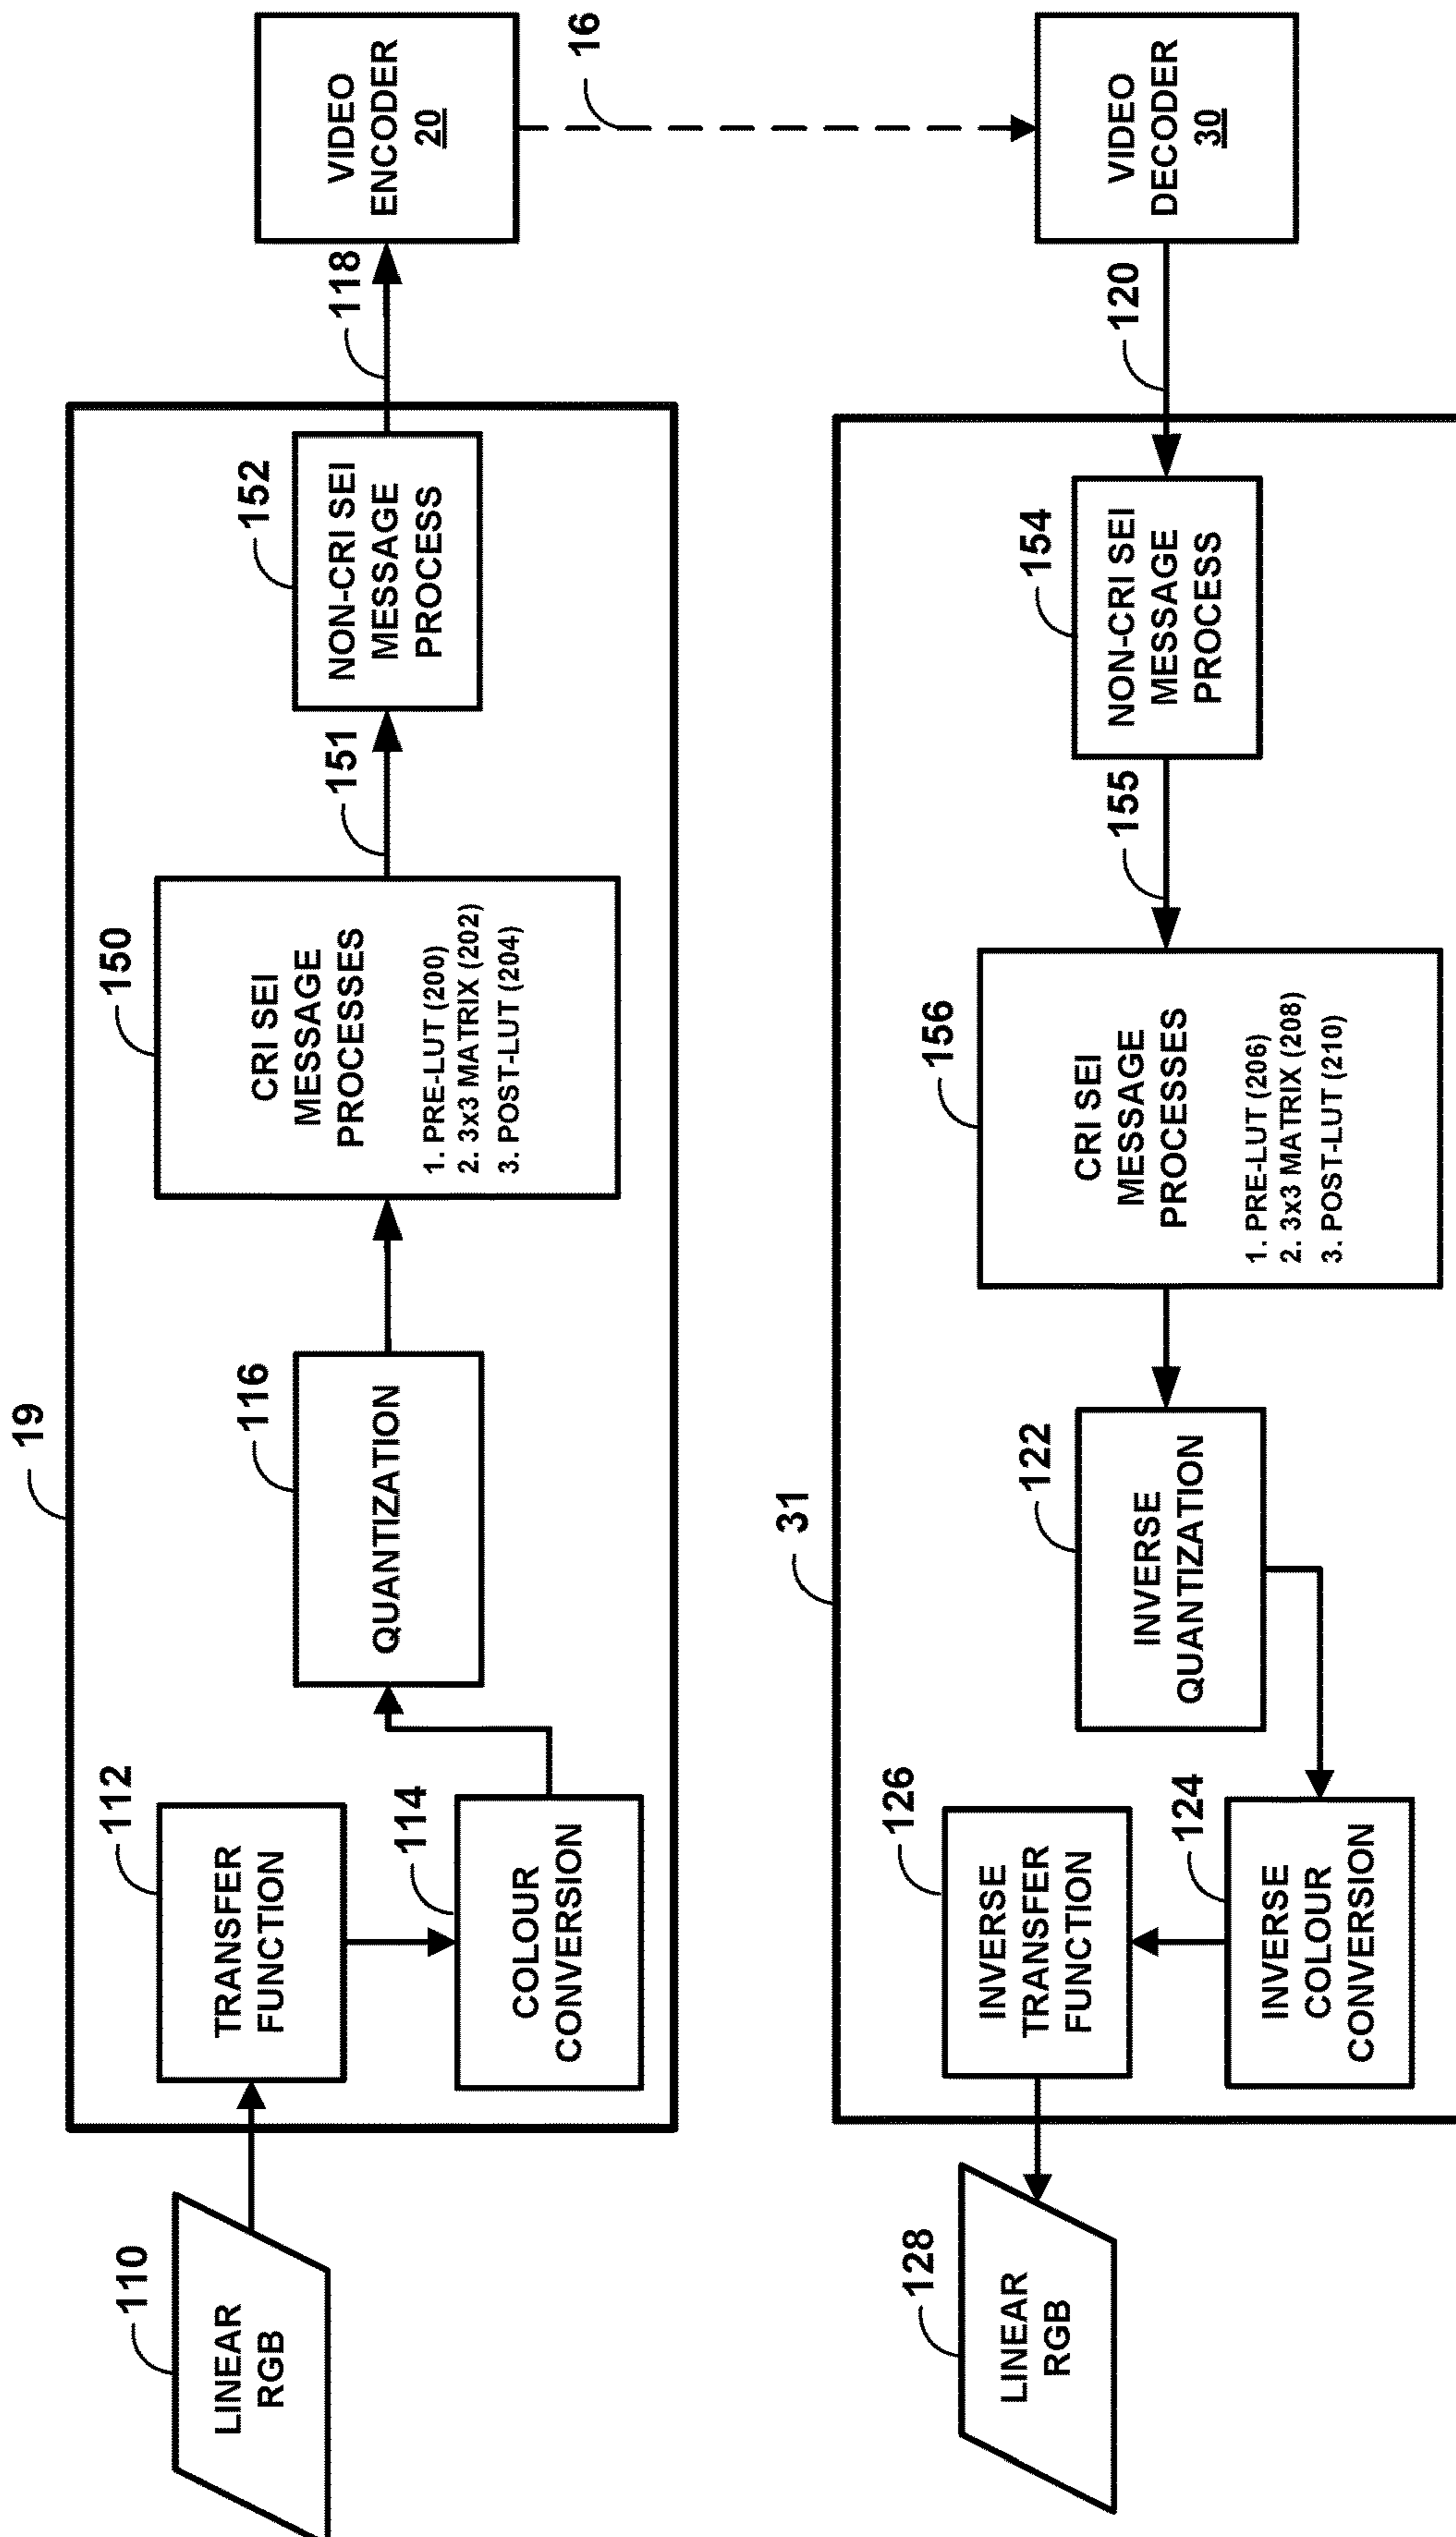 19
110
LINEAR
RGB
112
TRANSFER
FUNCTION
114
COLOUR
CONVERSION
116
QUANTIZATION
150
CRI SEI
MESSAGE
PROCESSES
1. PRE-LUT (200)
2. 3x3 MATRIX (202)
3. POST-LUT (204)
151
152
NON-CRI SEI
MESSAGE
PROCESS
118
VIDEO
ENCODER
20
16
31
128
LINEAR
RGB
126
INVERSE
TRANSFER
FUNCTION
124
INVERSE
COLOUR
CONVERSION
122
INVERSE
QUANTIZATION
156
CRI SEI
MESSAGE
PROCESSES
1. PRE-LUT (206)
2. 3x3 MATRIX (208)
3. POST-LUT (210)
155
154
NON-CRI SEI
MESSAGE
PROCESS
120
VIDEO
DECODER
30